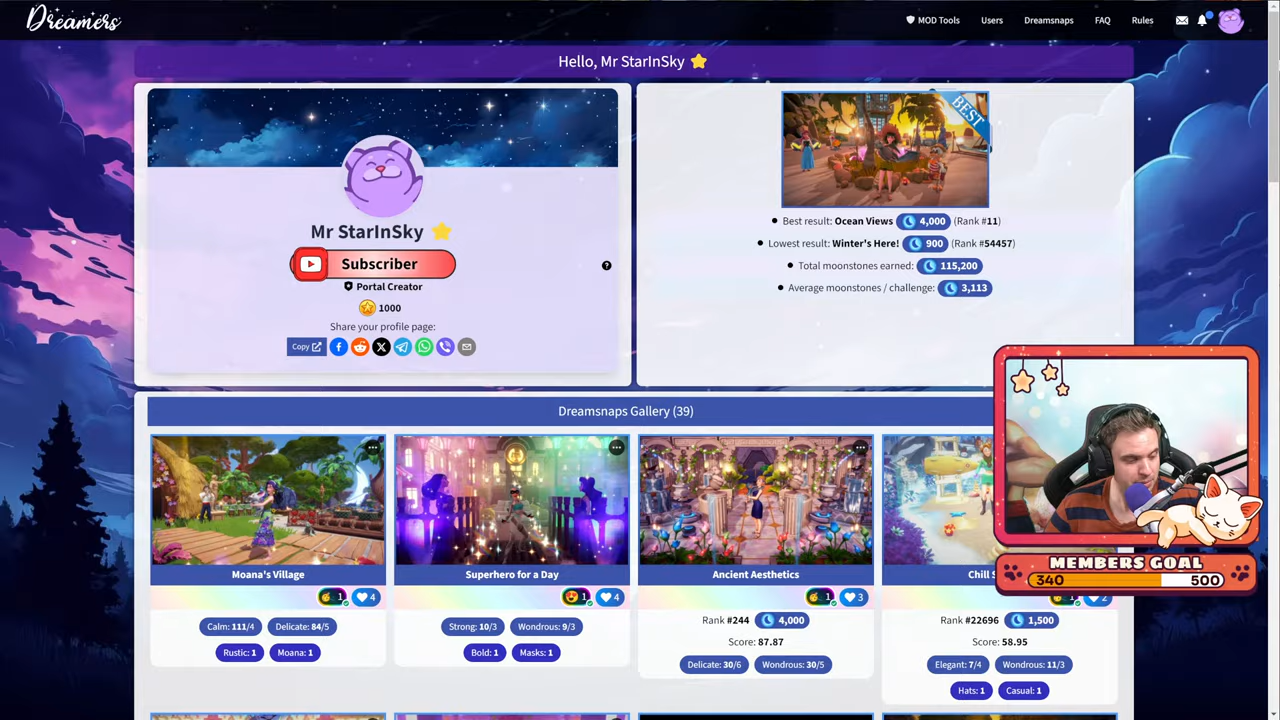 Dreamers
MOD Tools
Users
Dreamsnaps
FAQ
Rules
Hello, Mr StarInSky
Mr StarInSky
Subscriber
Portal Creator
1000
Share your profile page:
Copy
BEST
Best result: Ocean Views 4,000 (Rank #11)
Lowest result: Winter's Here! 900 (Rank #54457)
Total moonstones earned: 115,200
Average moonstones / challenge: 3,113
Dreamsnaps Gallery (39)
Moana's Village
1 4
Calm: 111/4 Delicate: 84/5
Rustic: 1 Moana: 1
Superhero for a Day
1 4
Strong: 10/3 Wondrous: 9/3
Bold: 1 Masks: 1
Ancient Aesthetics
1 3
Rank #244 4,000
Score: 87.87
Delicate: 30/6 Wondrous: 30/5
Chill S
Rank #22696 1,500
Score: 58.95
Elegant: 7/4 Wondrous: 11/3
Hats: 1 Casual: 1
MEMBERS GOAL
340 500